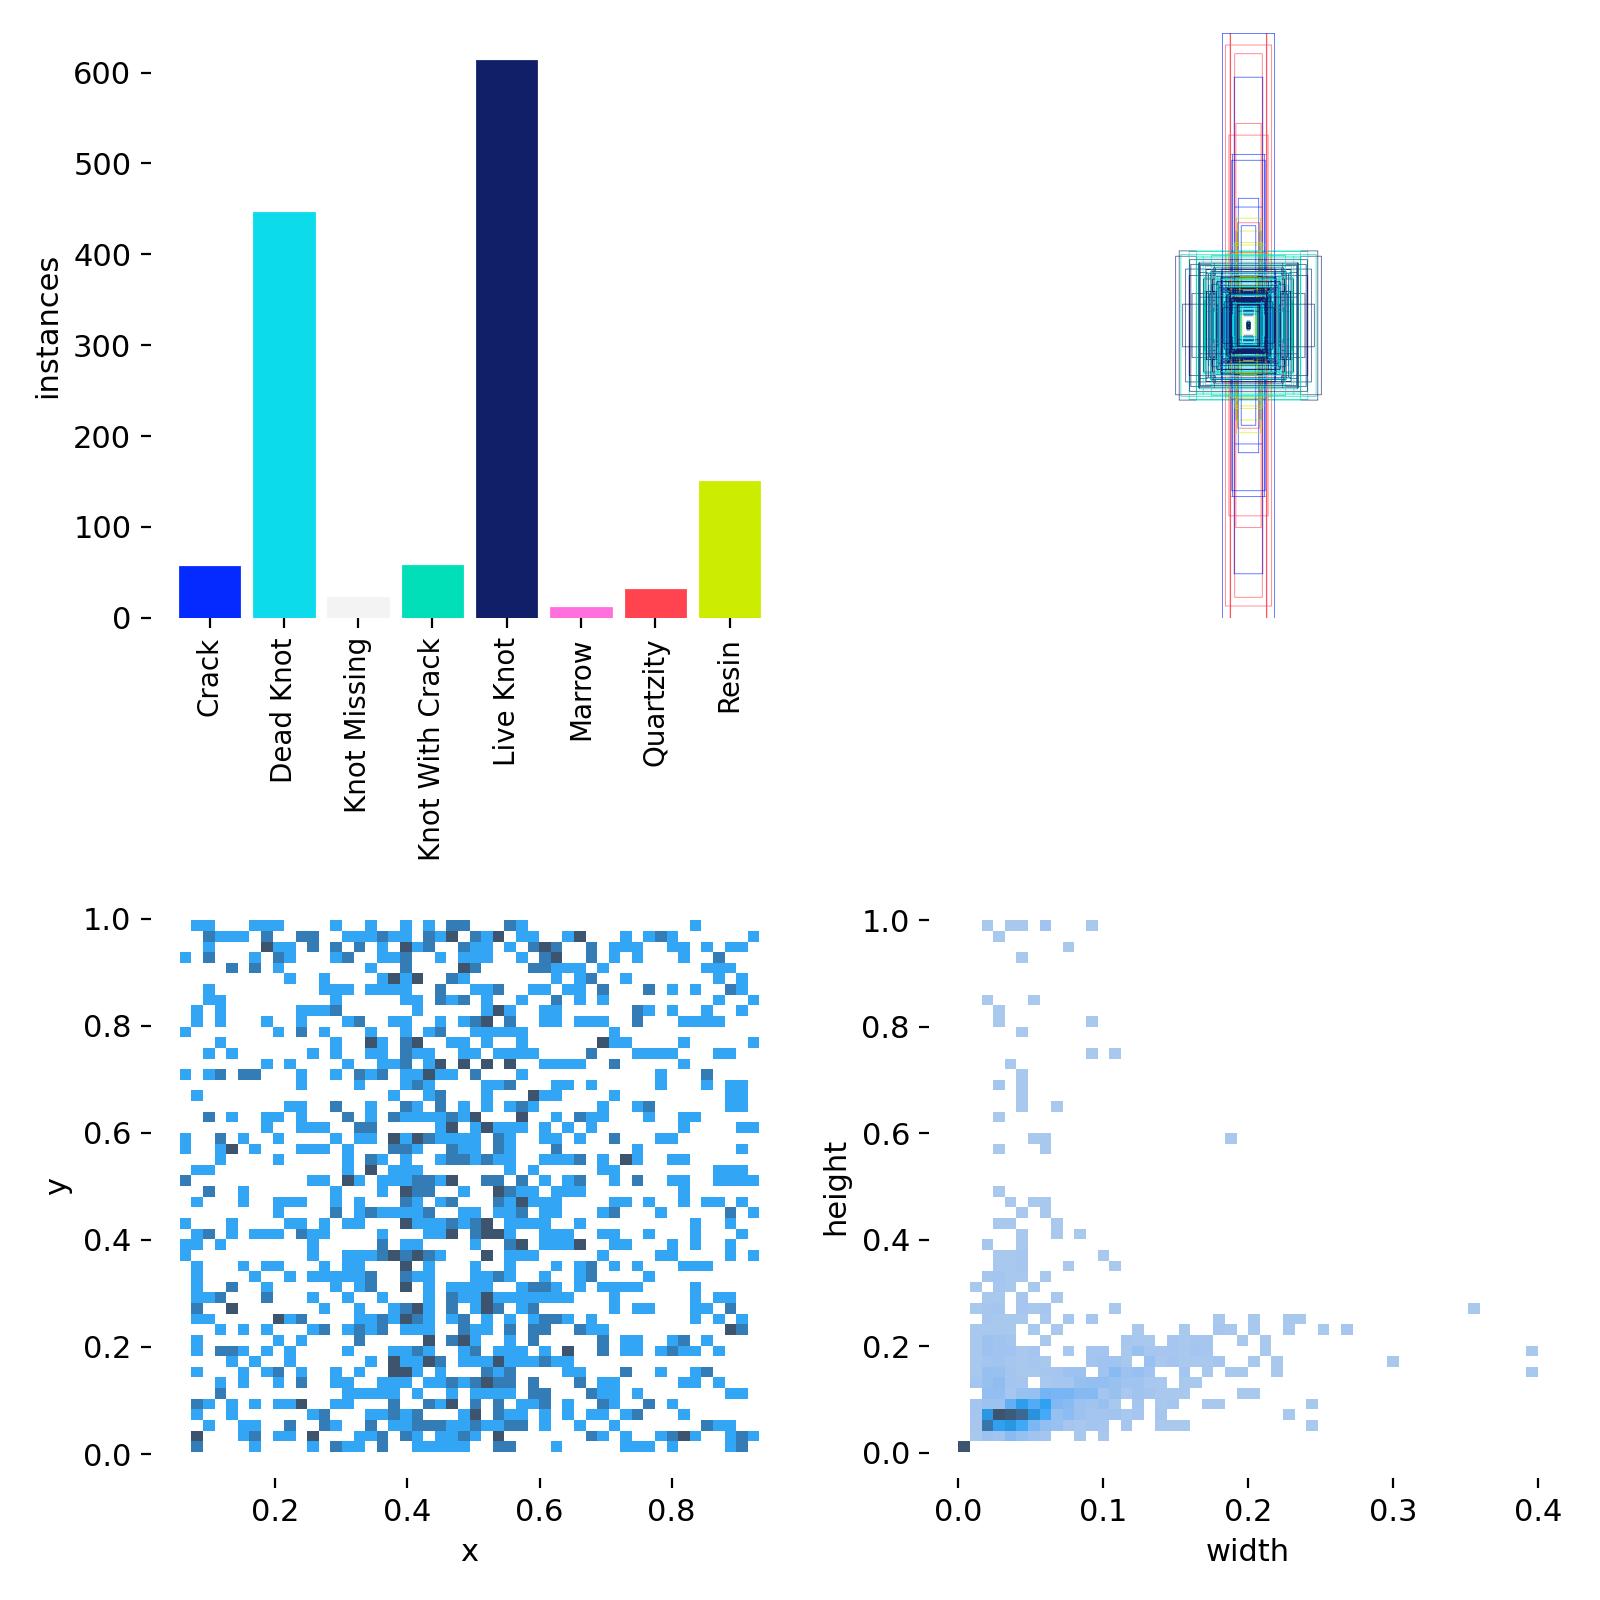 instances
600
500
400
300
200
100
0
Crack
Dead Knot
Knot Missing
Knot With Crack
Live Knot
Marrow
Quartzity
Resin
y
1.0
0.8
0.6
0.4
0.2
0.0
0.2 0.4 0.6 0.8
x
height
1.0
0.8
0.6
0.4
0.2
0.0
0.0 0.1 0.2 0.3 0.4
width